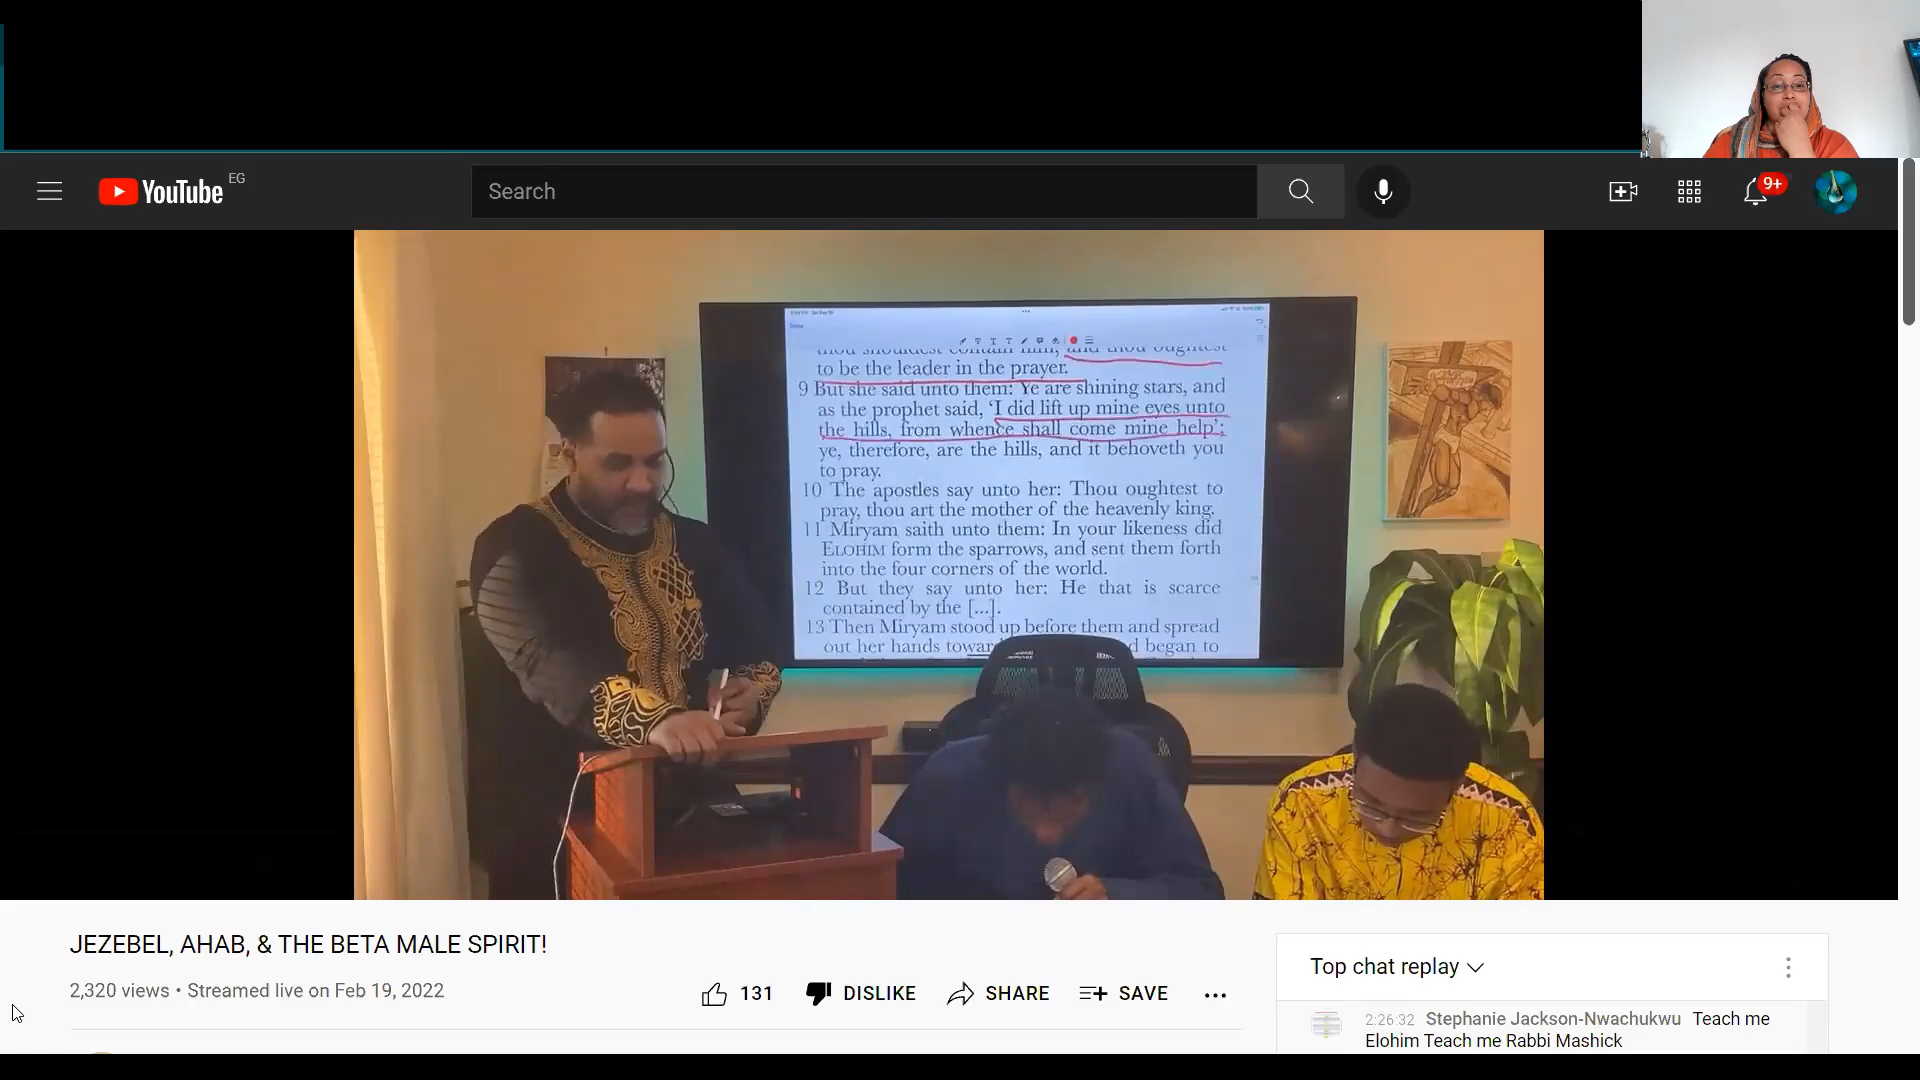 YouTube
EG
Search
9+
to be the leader in the prayer.
9 But she said unto them: Ye are shining stars, and
as the prophet said, ‘I did lift up mine eyes unto
the hills, from whence shall come mine help’;
ye, therefore, are the hills, and it behoveth you
to pray.
10 The apostles say unto her: Thou oughtest to
pray, thou art the mother of the heavenly king.
11 Miryam saith unto them: In your likeness did
ELOHIM form the sparrows, and sent them forth
into the four corners of the world.
12 But they say unto her: He that is scarce
contained by the [...].
13 Then Miryam stood up before them and spread
out her hands began to
JEZEBEL, AHAB, & THE BETA MALE SPIRIT!
2,320 views • Streamed live on Feb 19, 2022
131
DISLIKE
SHARE
SAVE
Top chat replay
2:26:32 Stephanie Jackson-Nwachukwu Teach me
Elohim Teach me Rabbi Mashick